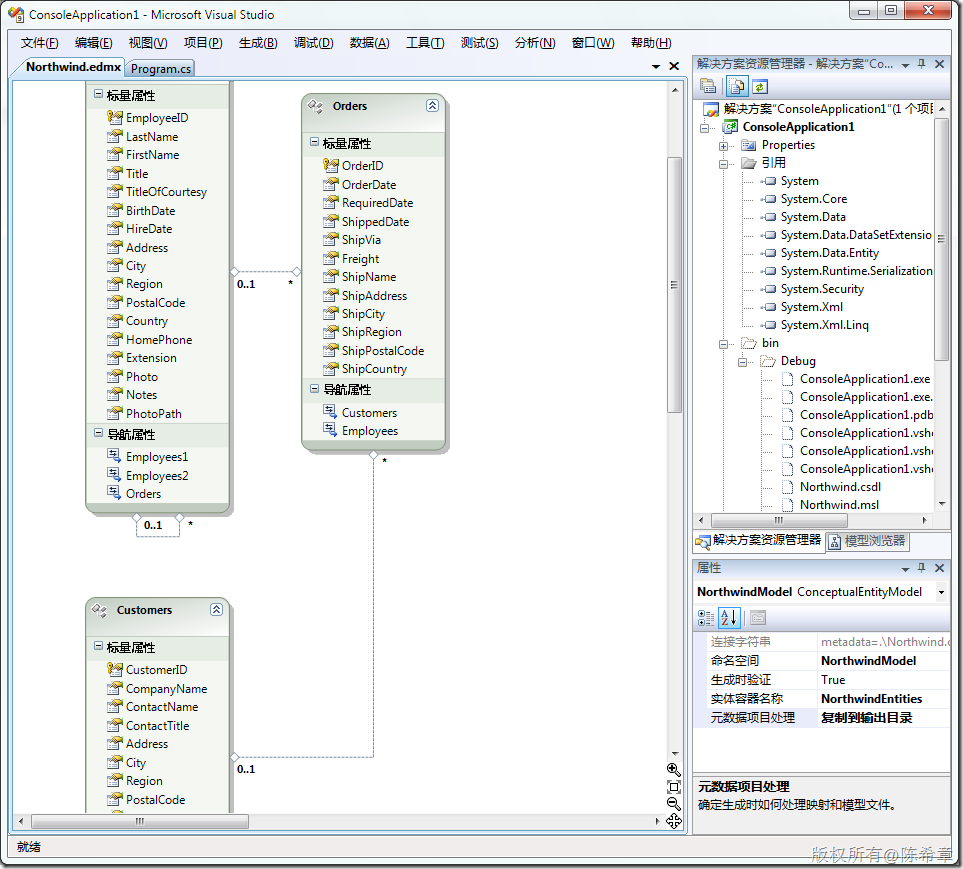 ConsoleApplication1 - Microsoft Visual Studio
文件(F) 编辑(E) 视图(V) 项目(P) 生成(B) 调试(D) 数据(A) 工具(T) 测试(S) 分析(N) 窗口(W) 帮助(H)
Northwind.edmx Program.cs
标量属性
EmployeeID
LastName
FirstName
Title
TitleOfCourtesy
BirthDate
HireDate
Address
City
Region
PostalCode
Country
HomePhone
Extension
Photo
Notes
PhotoPath
导航属性
Employees1
Employees2
Orders
0..1 *
0..1 *
Orders
标量属性
OrderID
OrderDate
RequiredDate
ShippedDate
ShipVia
Freight
ShipName
ShipAddress
ShipCity
ShipRegion
ShipPostalCode
ShipCountry
导航属性
Customers
Employees
*
Customers
标量属性
CustomerID
CompanyName
ContactName
ContactTitle
Address
City
Region
PostalCode
0..1
解决方案资源管理器 - 解决方案"Co...
解决方案"ConsoleApplication1"(1 个项目
ConsoleApplication1
Properties
引用
System
System.Core
System.Data
System.Data.DataSetExtensio
System.Data.Entity
System.Runtime.Serialization
System.Security
System.Xml
System.Xml.Linq
bin
Debug
ConsoleApplication1.exe
ConsoleApplication1.exe.
ConsoleApplication1.pdb
ConsoleApplication1.vsh
ConsoleApplication1.vsh
ConsoleApplication1.vsh
Northwind.csdl
Northwind.msl
解决方案资源管理器 模型浏览器
属性
NorthwindModel ConceptualEntityModel
连接字符串 metadata=.\Northwind.c
命名空间 NorthwindModel
生成时验证 True
实体容器名称 NorthwindEntities
元数据项目处理 复制到输出目录
元数据项目处理
确定生成时如何处理映射和模型文件。
就绪
版权所有@陈希章